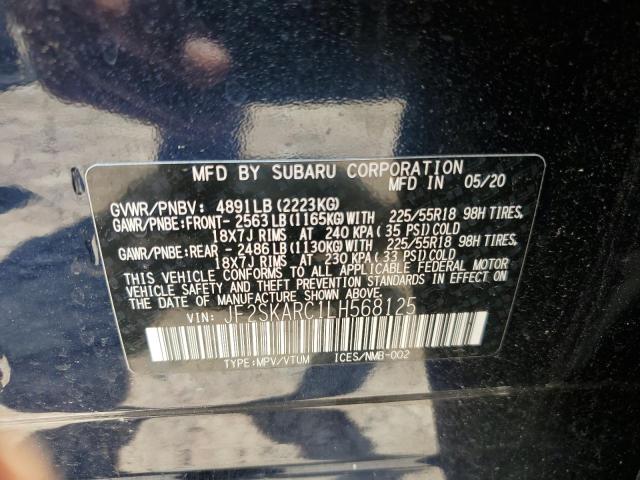 MFD BY SUBARU CORPORATION
MFD IN 05/20
GVWR/PNBV: 4891LB (2223KG)
GAWR/PNBE:FRONT- 2563LB(1165KG)WITH 225/55R18 98H TIRES,
18X7J RIMS AT 240 KPA(35 PSI)COLD
GAWR/PNBE:REAR - 2486LB(1130KG)WITH 225/55R18 98H TIRES,
18X7J RIMS AT 230 KPA(33 PSI)COLD
THIS VEHICLE CONFORMS TO ALL APPLICABLE FEDERAL MOTOR
VEHICLE SAFETY AND THEFT PREVENTION STANDARDS IN EFFECT ON
THE DATE OF MANUFACTURE SHOWN ABOVE.
VIN: JF2SKARC1LH568125
TYPE:MPV/VTUM ICES/NMB-002